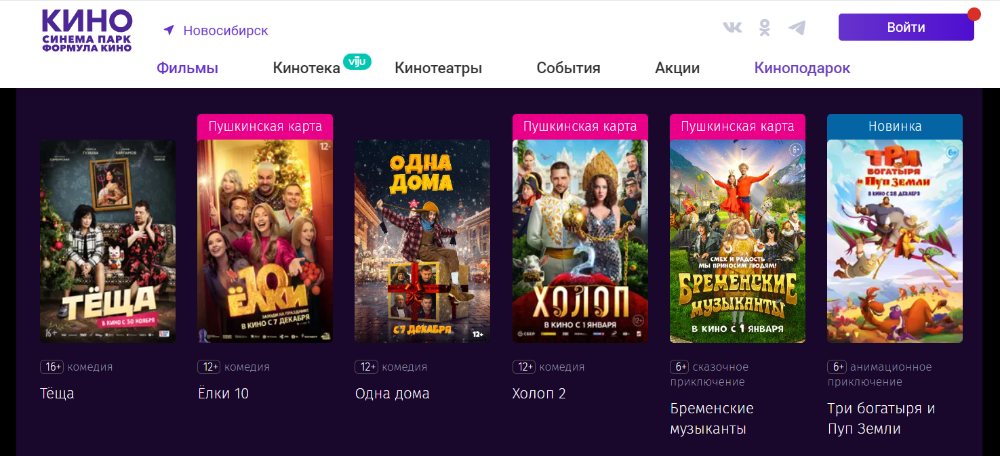 КИНО
СИНЕМА ПАРК
ФОРМУЛА КИНО
Новосибирск
Войти
Фильмы
Кинотека
viju
Кинотеатры
События
Акции
Киноподарок
ГУЗЕЕВА
ТЁЩА
В КИНО С 30 НОЯБРЯ
16+
16+ комедия
Тёща
Пушкинская карта
12+
10
ЁЛКИ
ЗАХОДИ НА ПРАЗДНИК!
В КИНО С 7 ДЕКАБРЯ
12+ комедия
Ёлки 10
ОДНА
ДОМА
С 7 ДЕКАБРЯ
12+
12+ комедия
Одна дома
Пушкинская карта
2
ХОЛОП
В КИНО С 1 ЯНВАРЯ
12+
СБЕР
12+ комедия
Холоп 2
Пушкинская карта
6+
СМЕХ И РАДОСТЬ
МЫ ПРИНОСИМ ЛЮДЯМ!
БРЕМЕНСКИЕ
МУЗЫКАНТЫ
В КИНО С 1 ЯНВАРЯ
6+ сказочное
приключение
Бременские
музыканты
Новинка
6+
ТРИ
БОГАТЫРЯ
и ПУП ЗЕМЛИ
В КИНО С 28 ДЕКАБРЯ
6+ анимационное
приключение
Три богатыря и
Пуп Земли